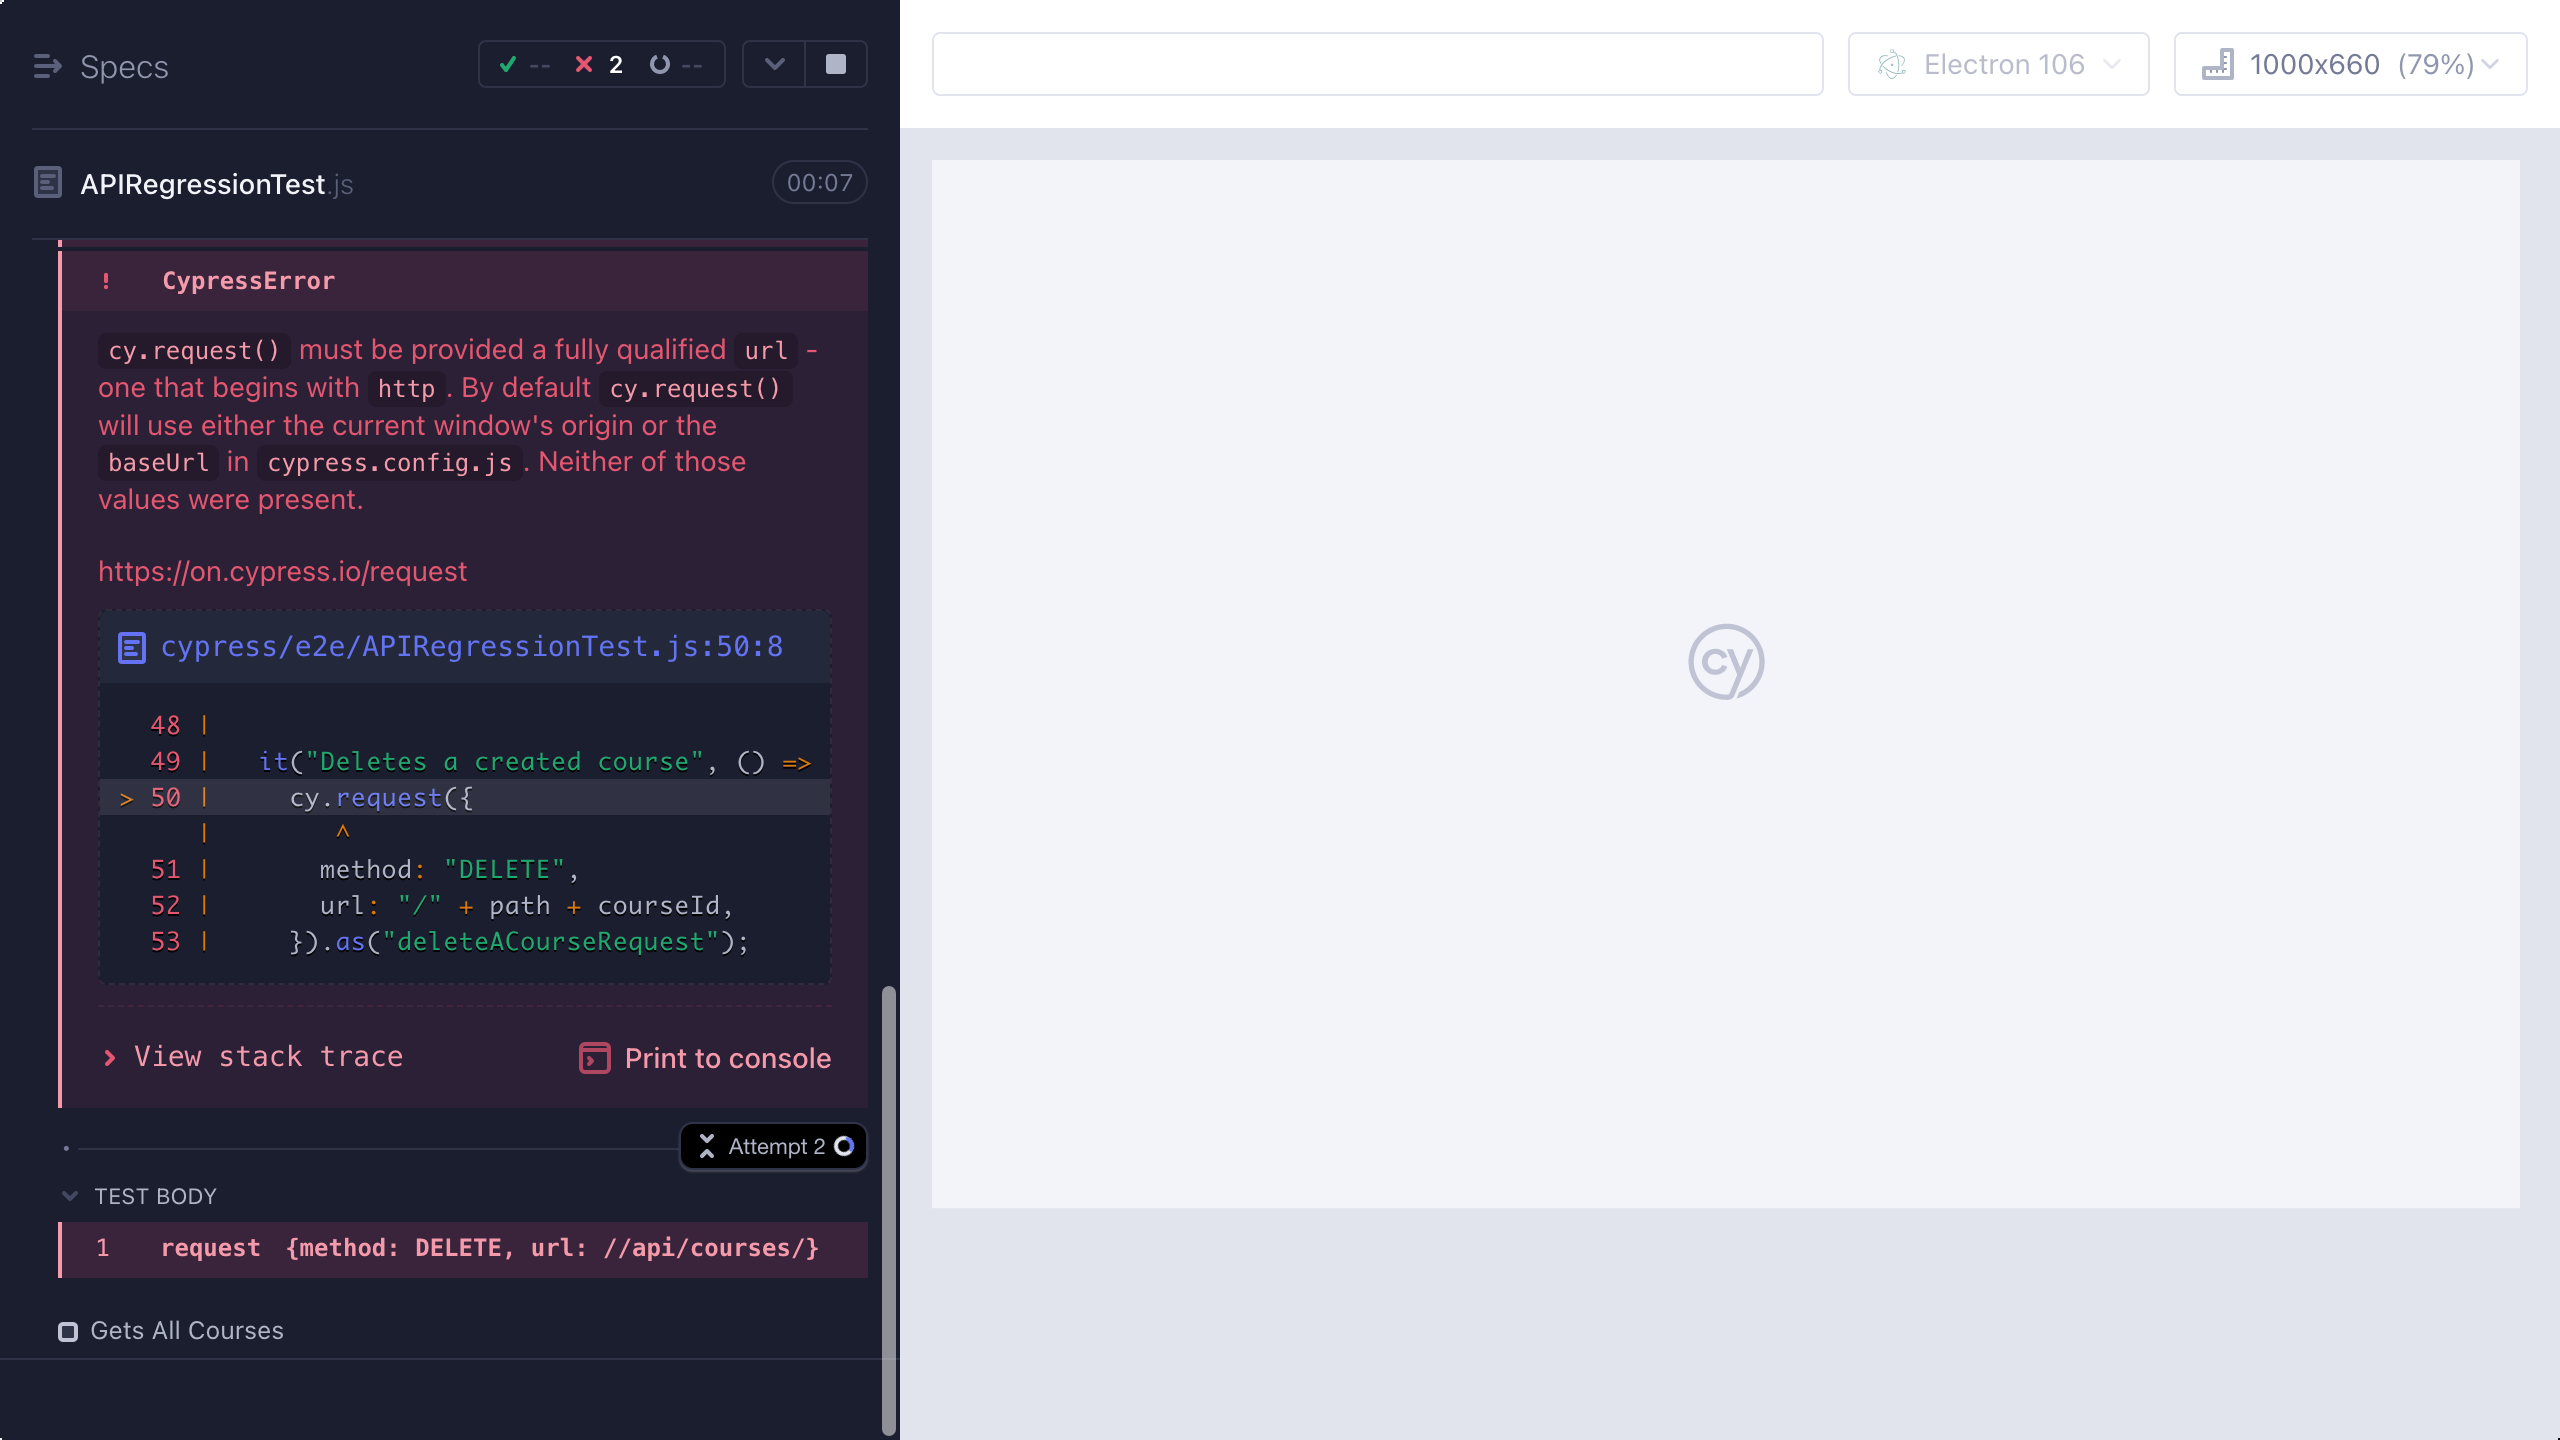 Specs
-- 2 --
APIRegressionTest.js
00:07
! CypressError
cy.request() must be provided a fully qualified url -
one that begins with http. By default cy.request()
will use either the current window's origin or the
baseUrl in cypress.config.js. Neither of those
values were present.
https://on.cypress.io/request
cypress/e2e/APIRegressionTest.js:50:8
48 |
49 | it("Deletes a created course", () =>
> 50 | cy.request({
| ^
51 | method: "DELETE",
52 | url: "/" + path + courseId,
53 | }).as("deleteACourseRequest");
View stack trace
Print to console
Attempt 2
TEST BODY
1 request {method: DELETE, url: //api/courses/}
Gets All Courses
Electron 106
1000x660 (79%)
cy